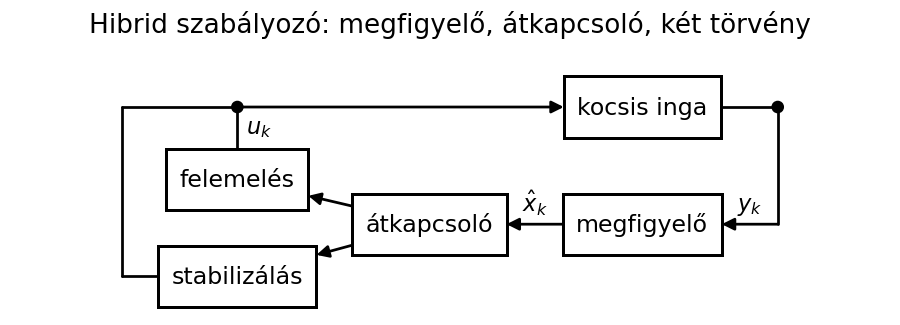 Hibrid szabályozó: megfigyelő, átkapcsoló, két törvény
kocsis inga
u_k
felemelés
átkapcsoló
x̂_k
megfigyelő
y_k
stabilizálás